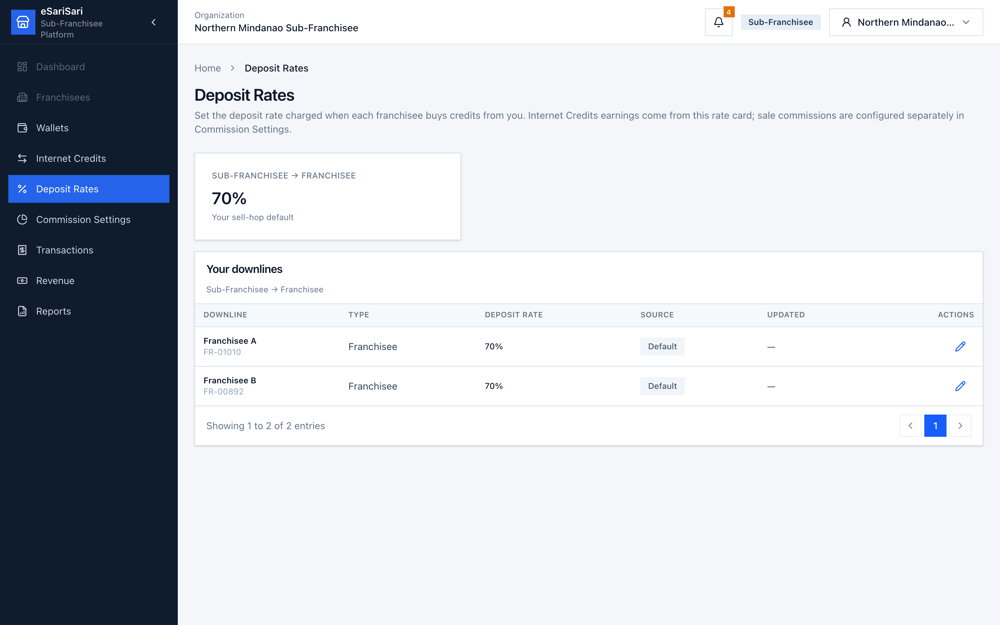 eSariSari
Sub-Franchisee
Platform
Dashboard
Franchisees
Wallets
Internet Credits
Deposit Rates
Commission Settings
Transactions
Revenue
Reports
Organization
Northern Mindanao Sub-Franchisee
4
Sub-Franchisee
Northern Mindanao...
Home > Deposit Rates
Deposit Rates
Set the deposit rate charged when each franchisee buys credits from you. Internet Credits earnings come from this rate card; sale commissions are configured separately in
Commission Settings.
SUB-FRANCHISEE → FRANCHISEE
70%
Your sell-hop default
Your downlines
Sub-Franchisee → Franchisee
DOWNLINE TYPE DEPOSIT RATE SOURCE UPDATED ACTIONS
Franchisee A
FR-01010
Franchisee 70% Default —
Franchisee B
FR-00892
Franchisee 70% Default —
Showing 1 to 2 of 2 entries
1